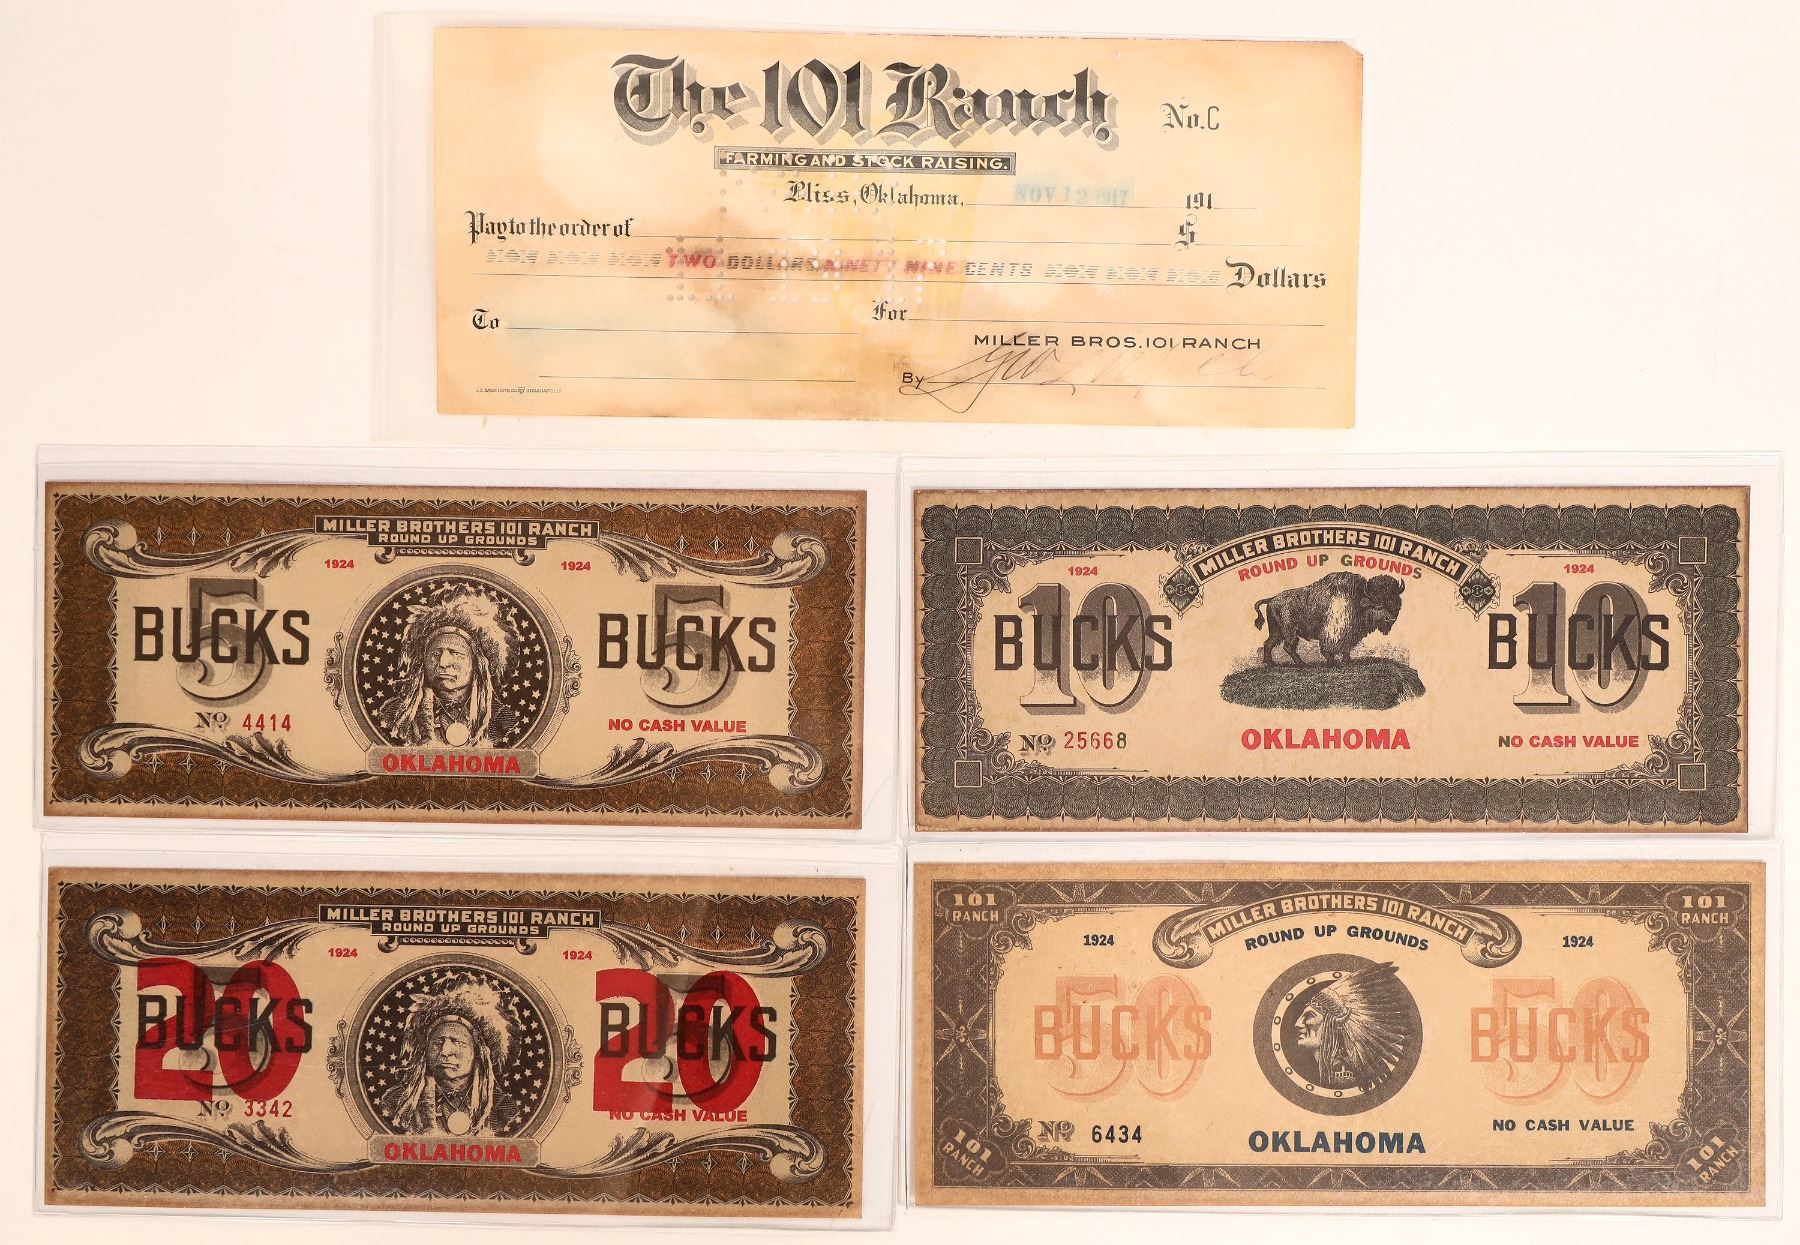 The 101 Ranch
No. C
FARMING AND STOCK RAISING.
Bliss, Oklahoma, NOV 12 1917 191
Pay to the order of $
TWO DOLLARS NINETY NINE CENTS Dollars
To For
MILLER BROS. 101 RANCH
By
U.S. BANK NOTE CO. INDIANAPOLIS
MILLER BROTHERS 101 RANCH
ROUND UP GROUNDS
1924 1924
5 BUCKS 5 BUCKS
No 4414 NO CASH VALUE
OKLAHOMA
MILLER BROTHERS 101 RANCH
ROUND UP GROUNDS
1924 1924
10 BUCKS 10 BUCKS
No 25668 OKLAHOMA NO CASH VALUE
MILLER BROTHERS 101 RANCH
ROUND UP GROUNDS
1924 1924
20 5 BUCKS 20 5 BUCKS
No 3342 NO CASH VALUE
OKLAHOMA
101 RANCH 101 RANCH
MILLER BROTHERS 101 RANCH
1924 ROUND UP GROUNDS 1924
50 BUCKS 50 BUCKS
No 6434 OKLAHOMA NO CASH VALUE
101 RANCH 101 RANCH